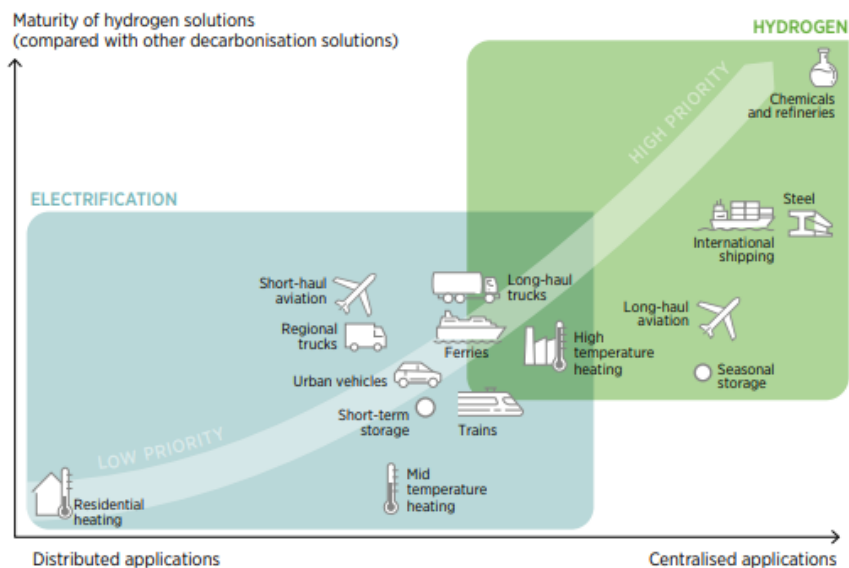 Maturity of hydrogen solutions
(compared with other decarbonisation solutions)
HYDROGEN
HIGH PRIORITY
Chemicals
and refineries
ELECTRIFICATION
Steel
International
shipping
Short-haul
aviation
Long-haul
trucks
Long-haul
aviation
Regional
trucks
Ferries
High
temperature
heating
Urban vehicles
Seasonal
storage
Short-term
storage
Trains
LOW PRIORITY
Mid
temperature
heating
Residential
heating
Distributed applications
Centralised applications